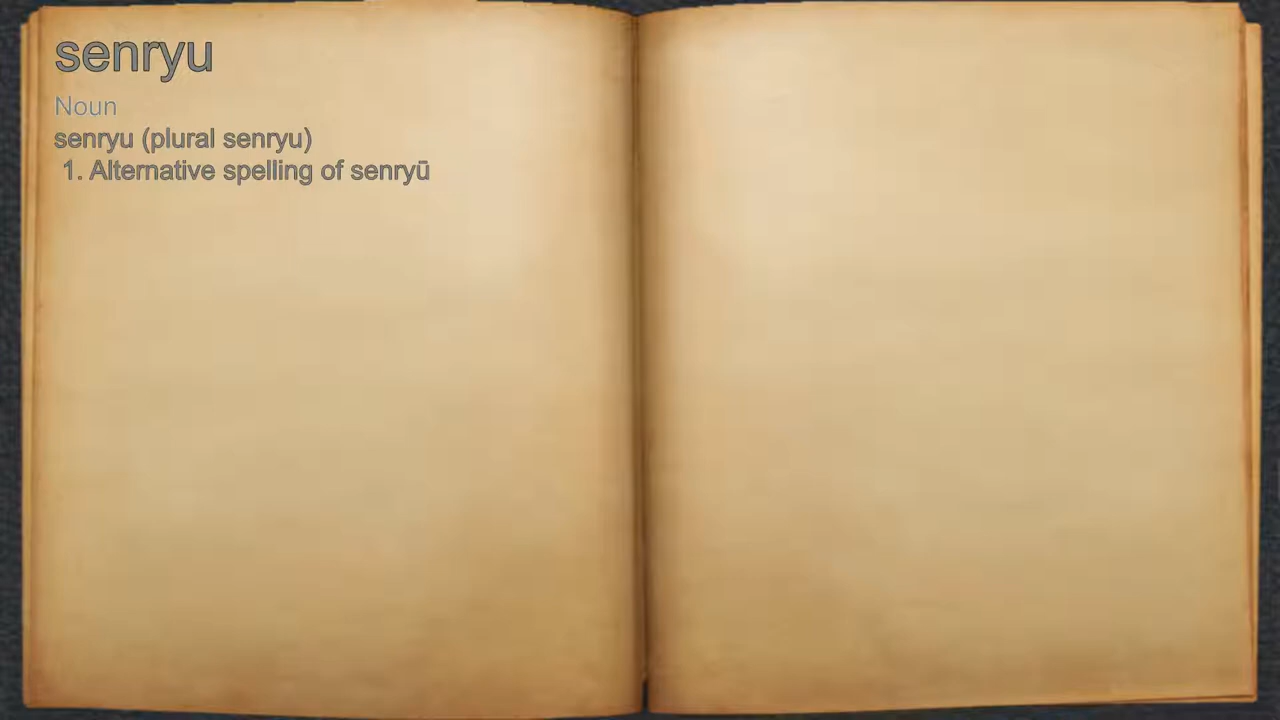 senryu
Noun
senryu (plural senryu)
1. Alternative spelling of senryū